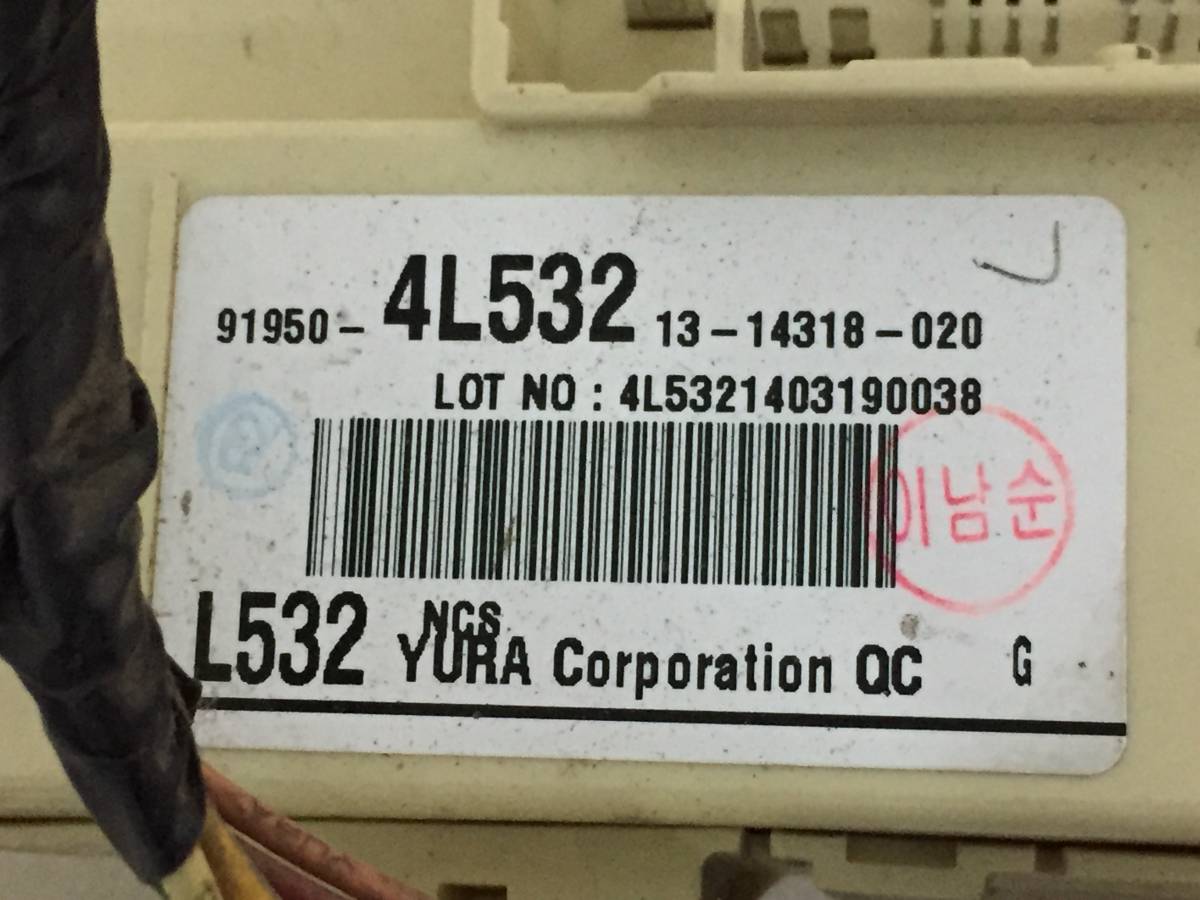 91950- 4L532 13-14318-020
LOT NO : 4L5321403190038
이남순
L532 NCS
YURA Corporation QC G